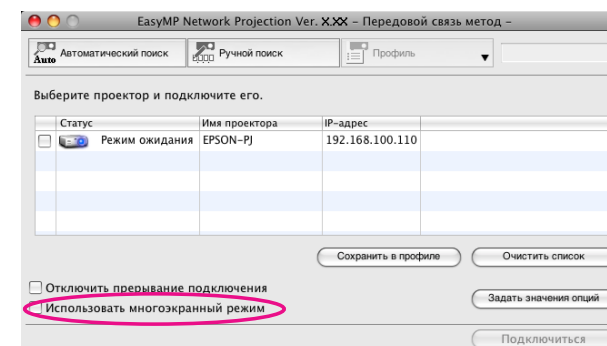 EasyMP Network Projection Ver. X.XX – Передовой связь метод –
Auto Автоматический поиск Ручной поиск Профиль
Выберите проектор и подключите его.
Статус Имя проектора IP-адрес
Режим ожидания EPSON-PJ 192.168.100.110
Сохранить в профиле Очистить список
Отключить прерывание подключения
Задать значения опций
Использовать многоэкранный режим
Подключиться